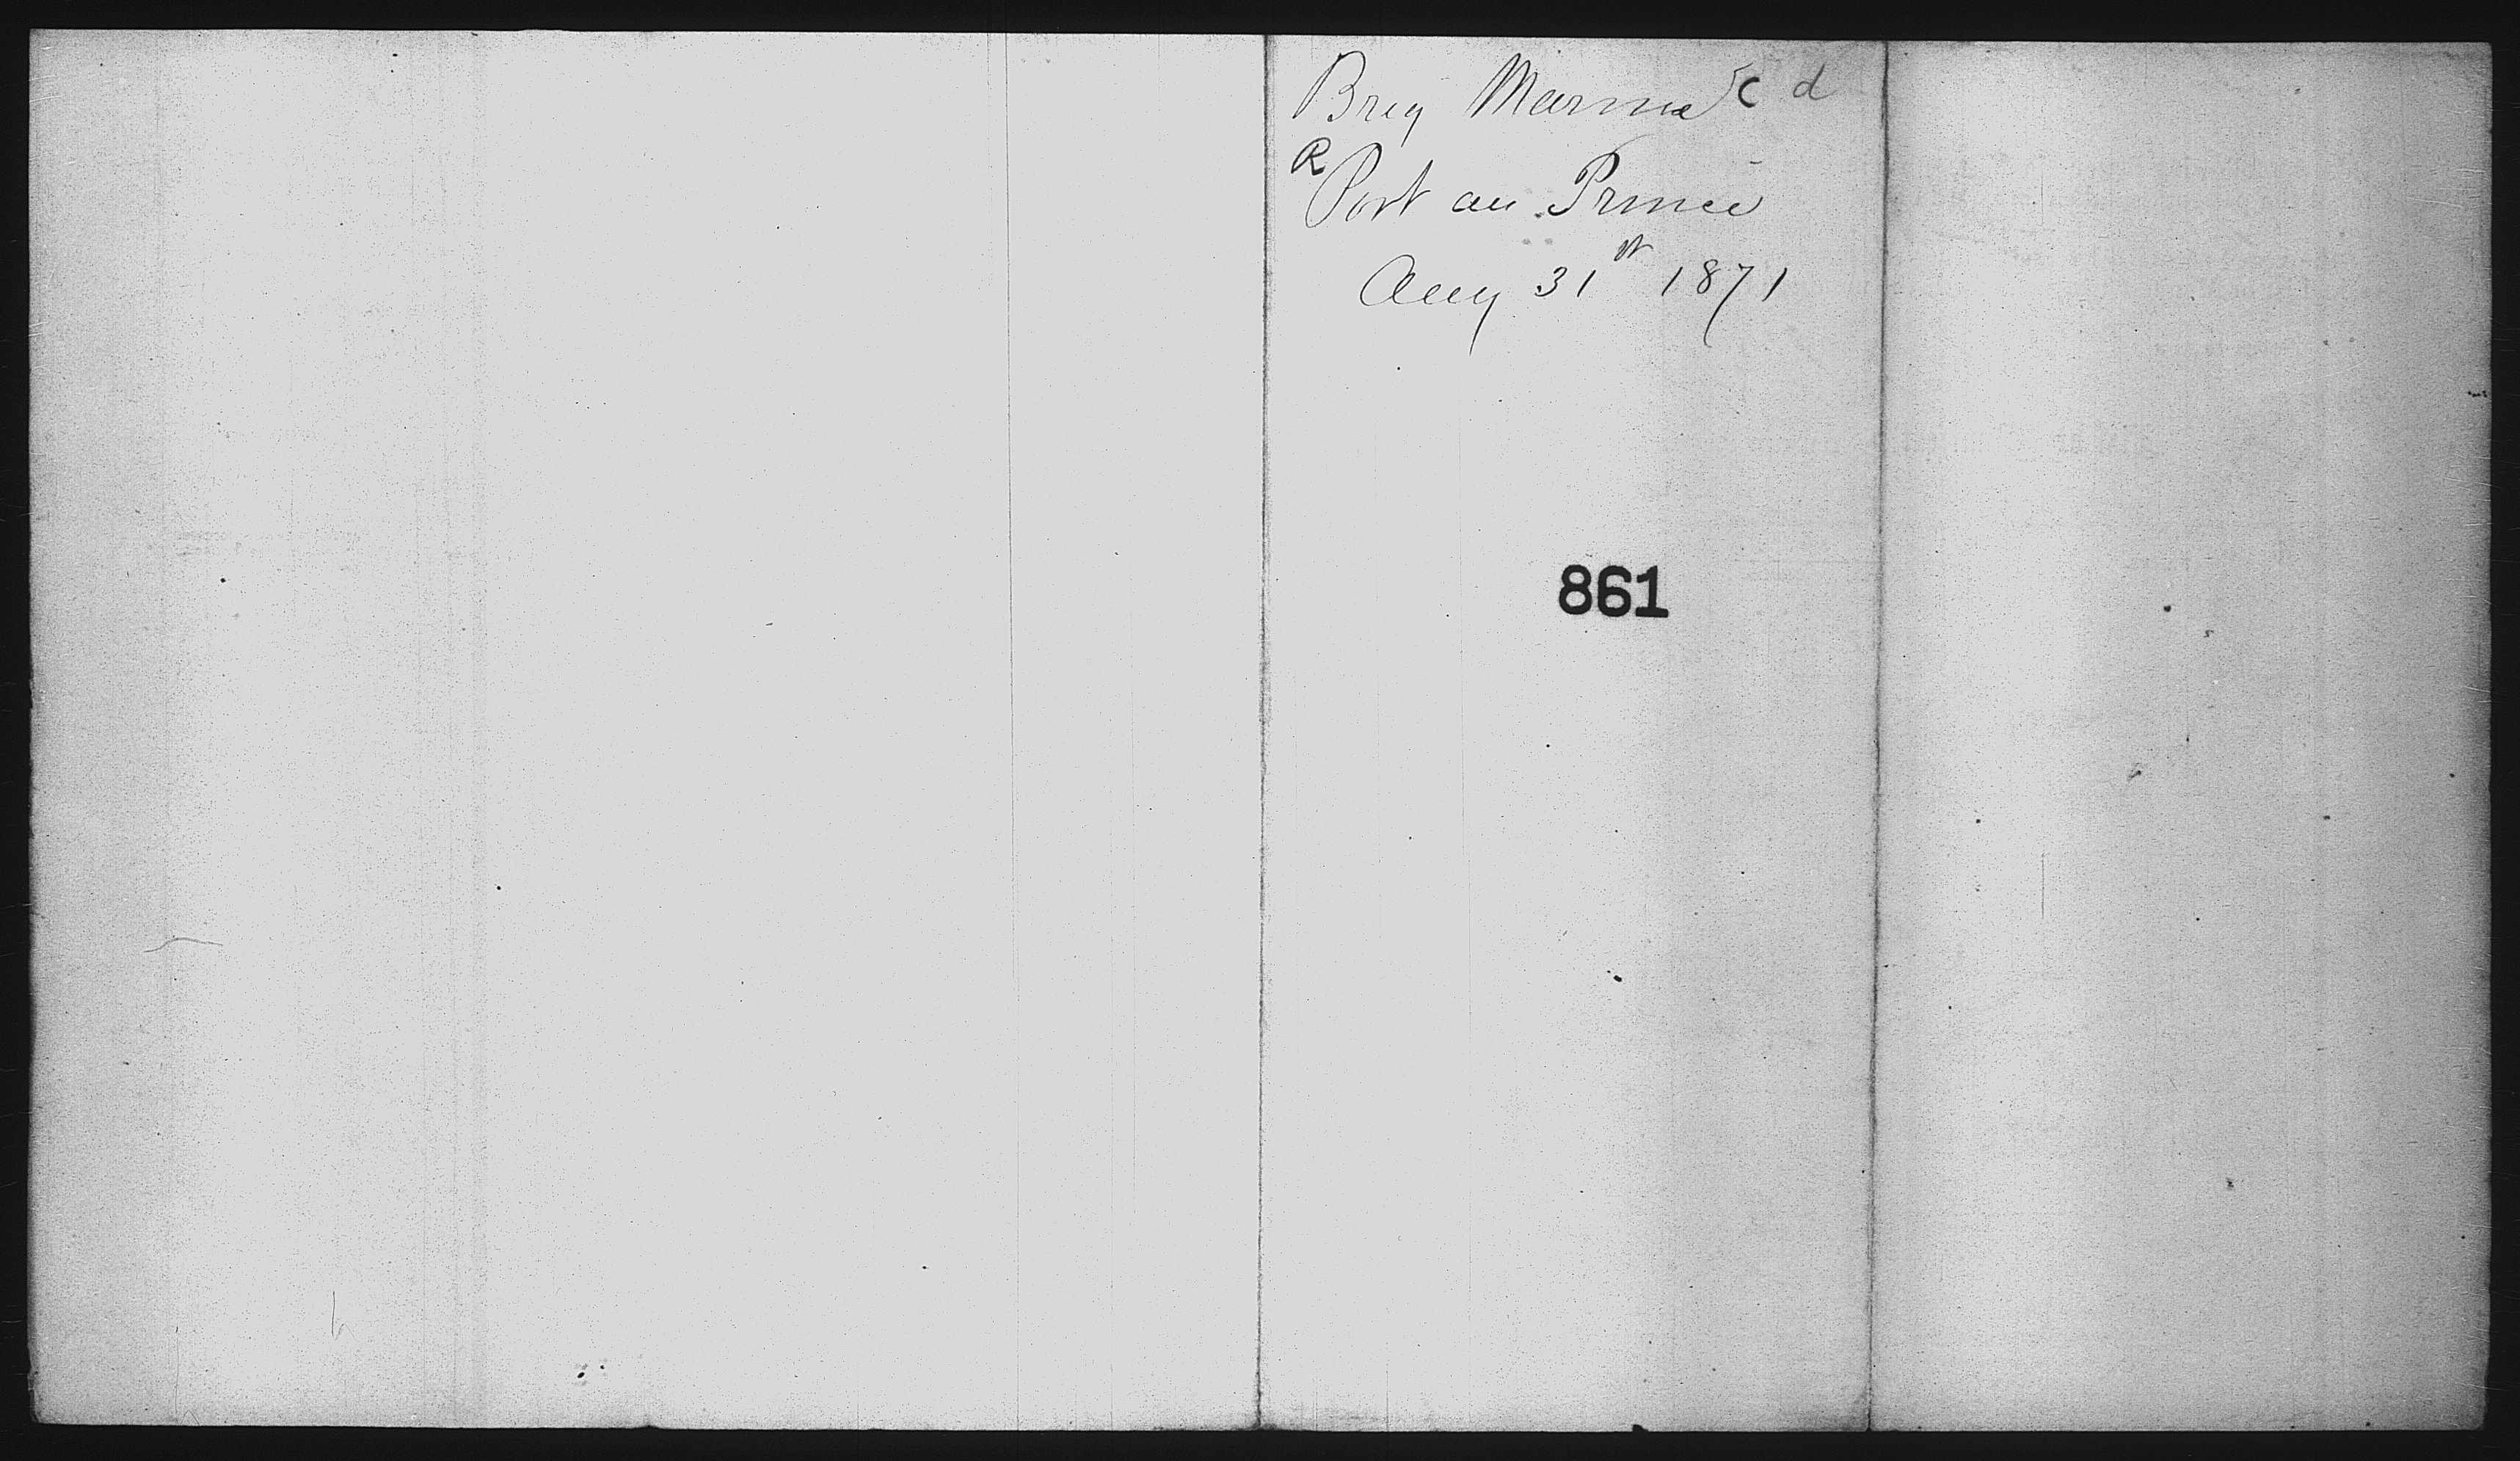 Brig Marina c d
R
Port au Prince
Aug 31st 1871
861